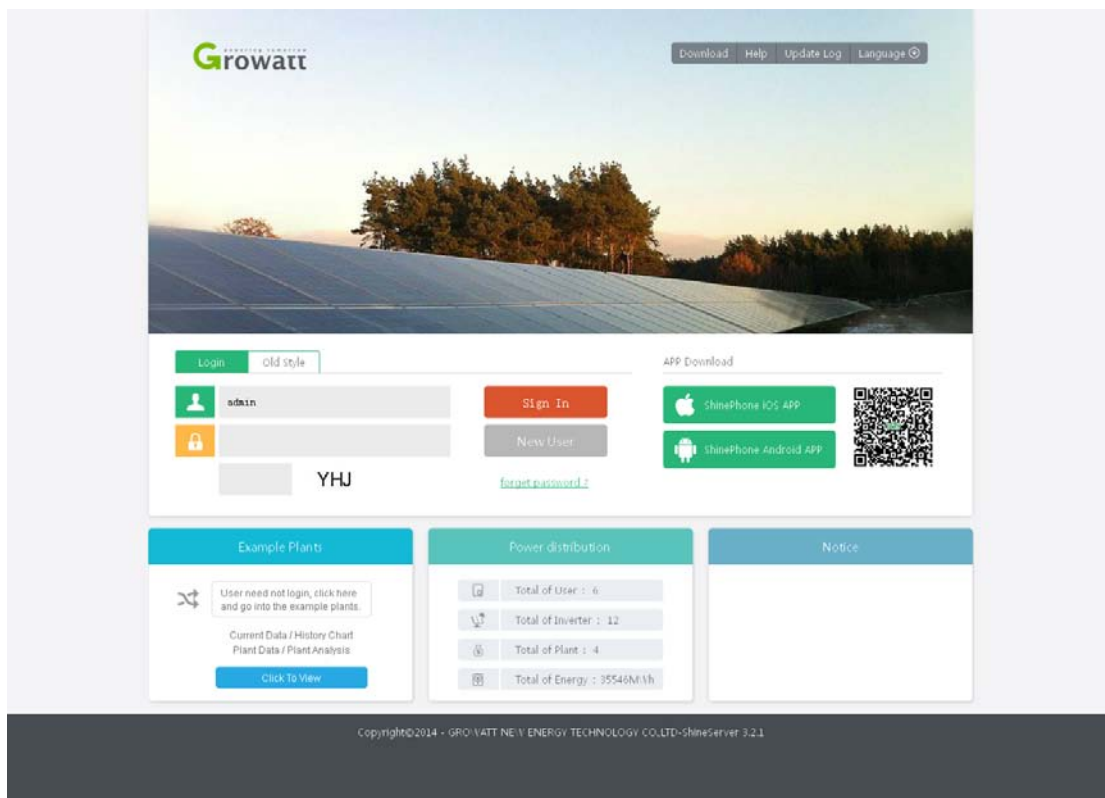 powering tomorrow
Growatt
Download Help Update Log Language
Login Old Style
APP Download
admin
Sign In
ShinePhone iOS APP
New User
ShinePhone Android APP
YHJ
forget password ?
Example Plants
Power distribution
Notice
User need not login, click here
and go into the example plants.
Current Data / History Chart
Plant Data / Plant Analysis
Click To View
Total of User : 6
Total of Inverter : 12
Total of Plant : 4
Total of Energy : 35546MWh
Copyright©2014 - GROWATT NEW ENERGY TECHNOLOGY CO.,LTD-ShineServer 3.2.1